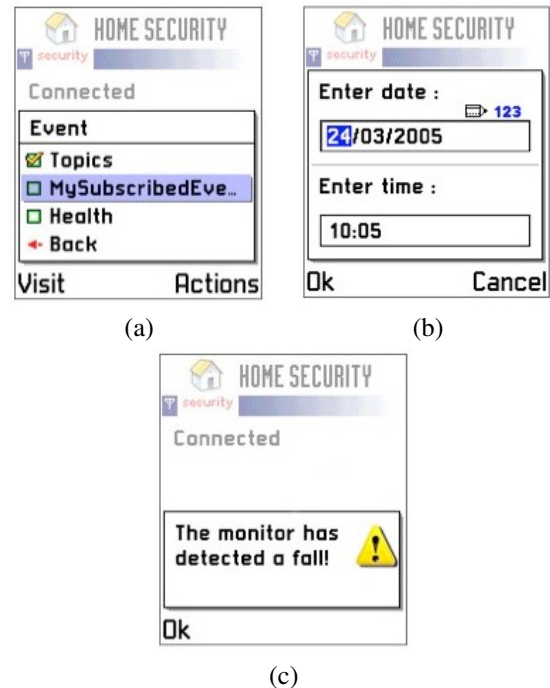 HOME SECURITY
security
Connected
Event
Topics
MySubscribedEve…
Health
Back
Visit Actions
(a)
HOME SECURITY
security
Enter date :
123
24/03/2005
Enter time :
10:05
Ok Cancel
(b)
HOME SECURITY
security
Connected
The monitor has
detected a fall!
Ok
(c)